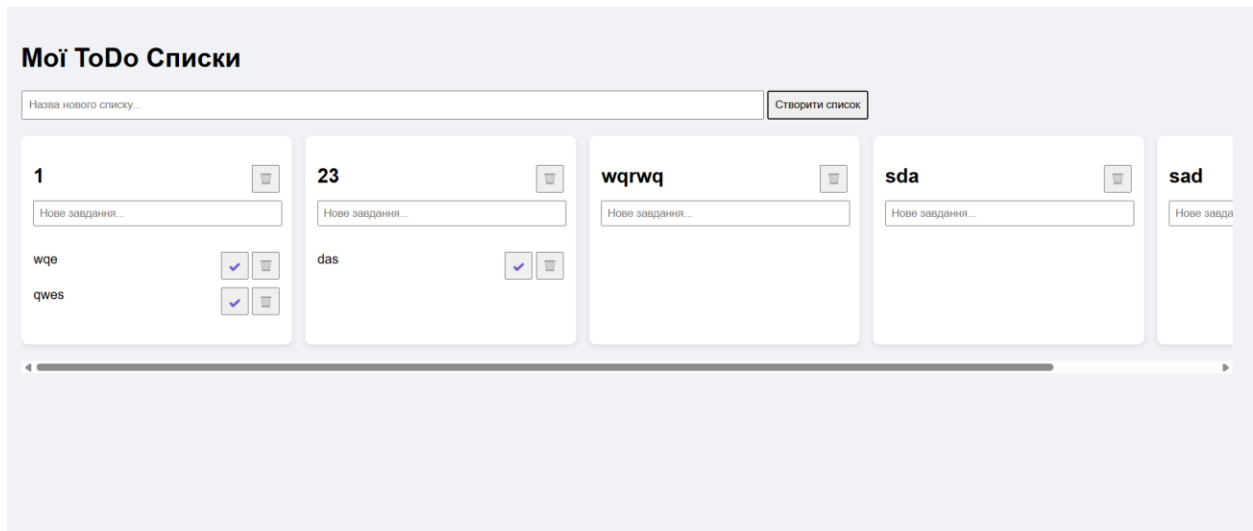 Мої ToDo Списки
Назва нового списку...
Створити список
1
23
wqrwq
sda
sad
Нове завдання...
Нове завдання...
Нове завдання...
Нове завдання...
Нове завда
wqe
das
qwes